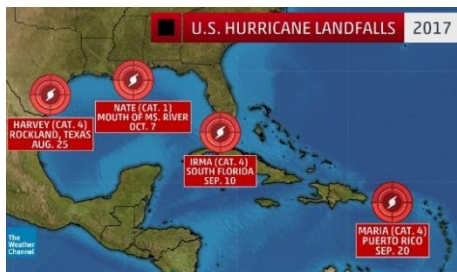 U.S. HURRICANE LANDFALLS 2017
HARVEY (CAT. 4)
ROCKLAND, TEXAS
AUG. 25
NATE (CAT. 1)
MOUTH OF MS. RIVER
OCT. 7
IRMA (CAT. 4)
SOUTH FLORIDA
SEP. 10
MARIA (CAT. 4)
PUERTO RICO
SEP. 20
The
Weather
Channel